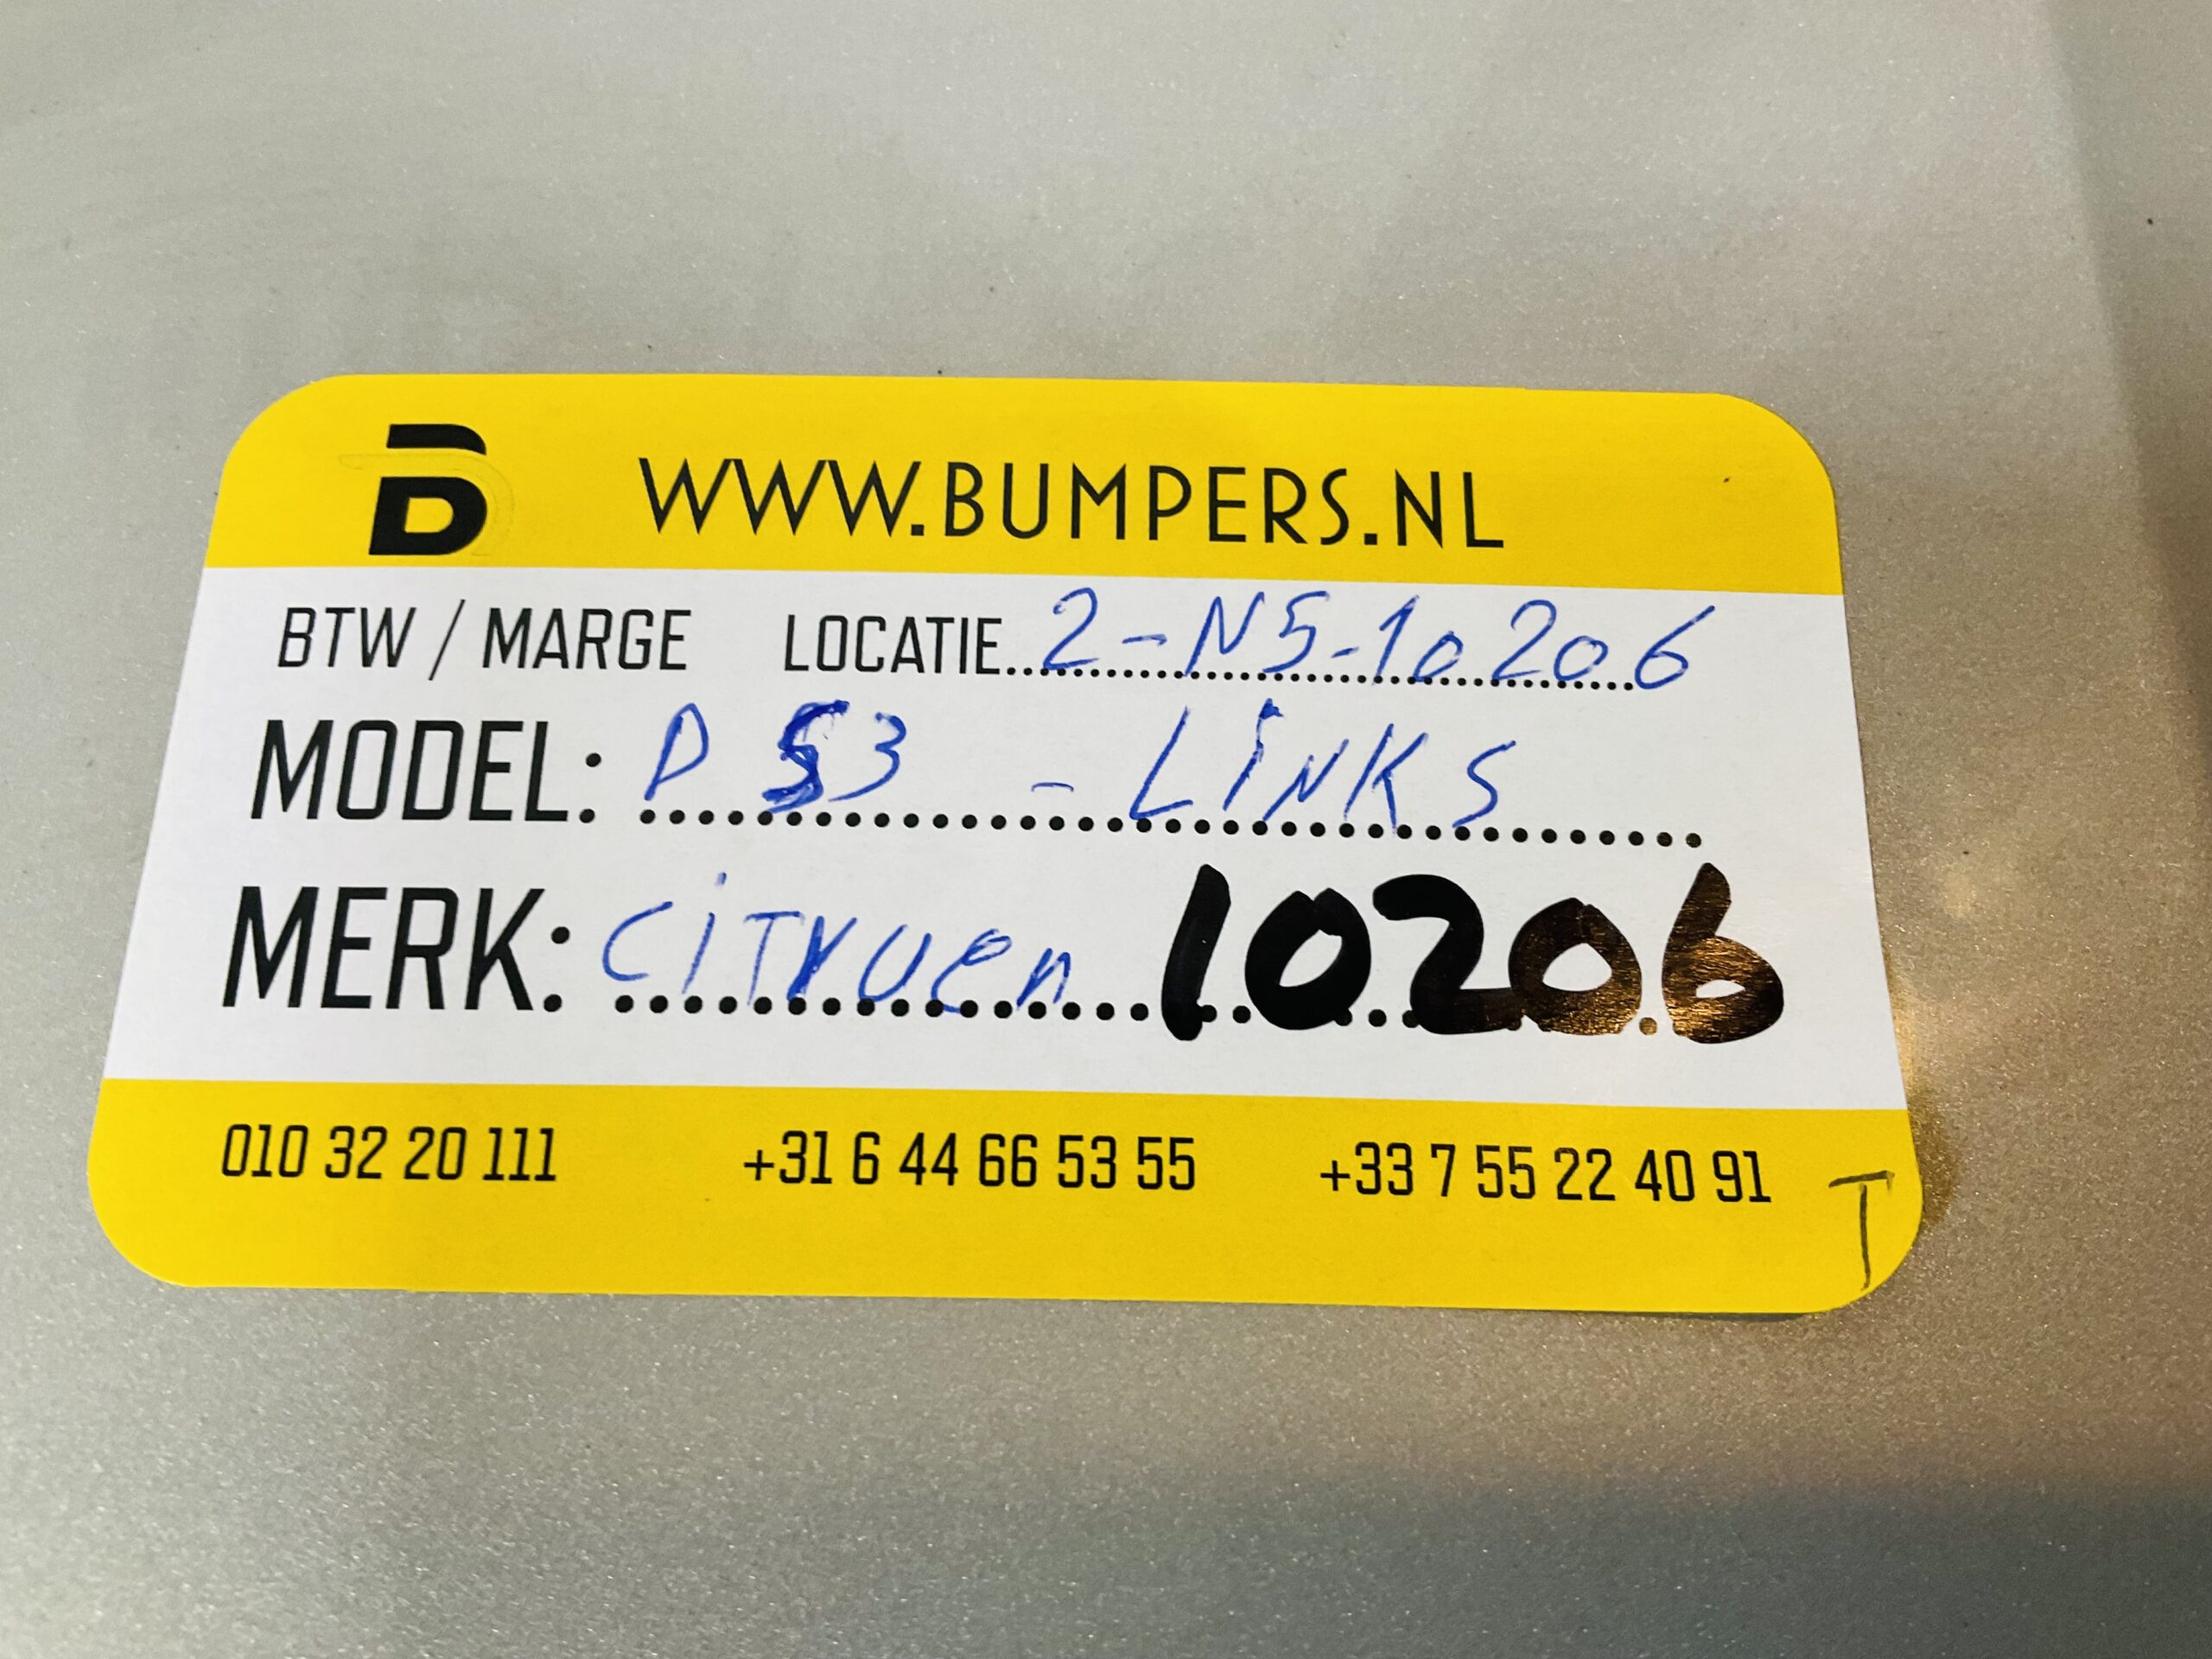 B WWW.BUMPERS.NL
BTW / MARGE LOCATIE 2-N5-10206
MODEL: DS3 - LINKS
MERK: CiTRUen 10206
010 32 20 111 +31 6 44 66 53 55 +33 7 55 22 40 91 T